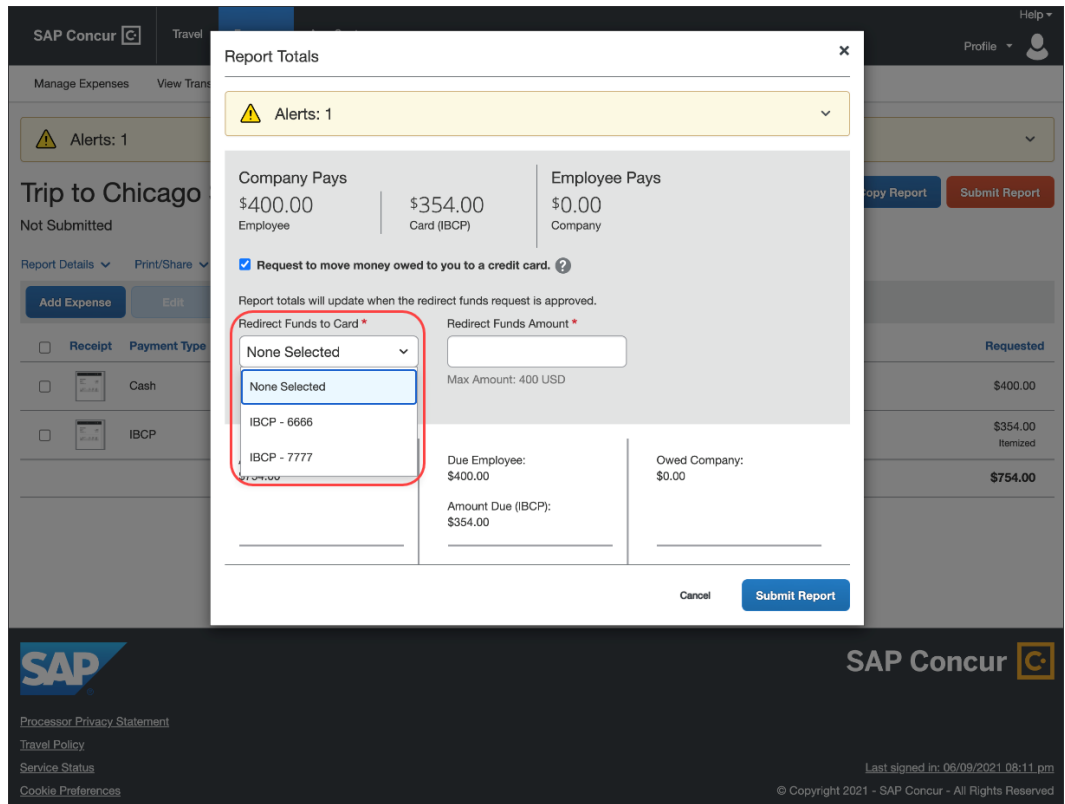 Help
SAP Concur C
Travel
Profile
Manage Expenses View Trans
Report Totals
Alerts: 1
Alerts: 1
Trip to Chicago
Not Submitted
Copy Report Submit Report
Report Details Print/Share
Add Expense Edit
Receipt Payment Type Requested
Cash $400.00
IBCP $354.00
Itemized
$754.00
Company Pays Employee Pays
$400.00 $354.00 $0.00
Employee Card (IBCP) Company
Request to move money owed to you to a credit card. ?
Report totals will update when the redirect funds request is approved.
Redirect Funds to Card * Redirect Funds Amount *
None Selected
Max Amount: 400 USD
None Selected
IBCP - 6666
IBCP - 7777
$754.00
Due Employee: Owed Company:
$400.00 $0.00
Amount Due (IBCP):
$354.00
Cancel Submit Report
SAP
SAP Concur C
Processor Privacy Statement
Travel Policy
Service Status
Cookie Preferences
Last signed in: 06/09/2021 08:11 pm
© Copyright 2021 - SAP Concur - All Rights Reserved